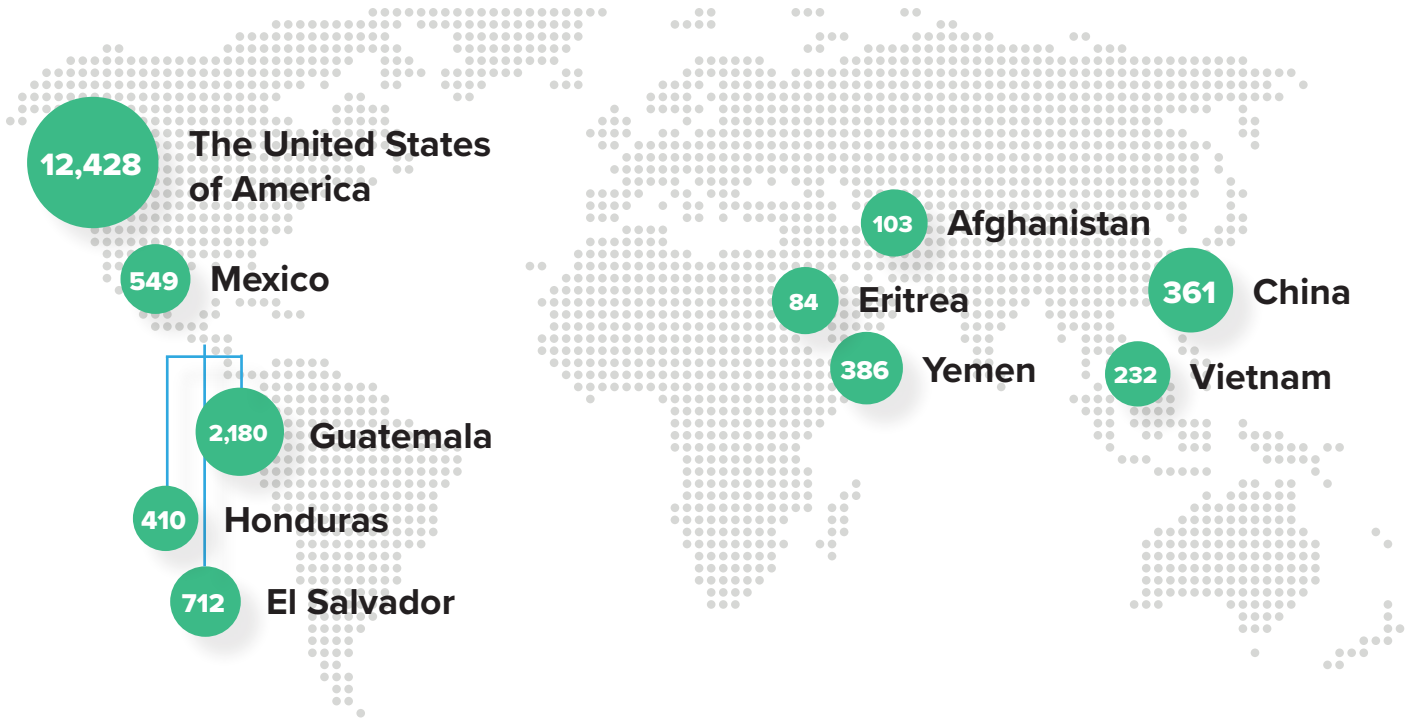 12,428
The United States
of America
549
Mexico
2,180
Guatemala
410
Honduras
712
El Salvador
103
Afghanistan
84
Eritrea
386
Yemen
361
China
232
Vietnam